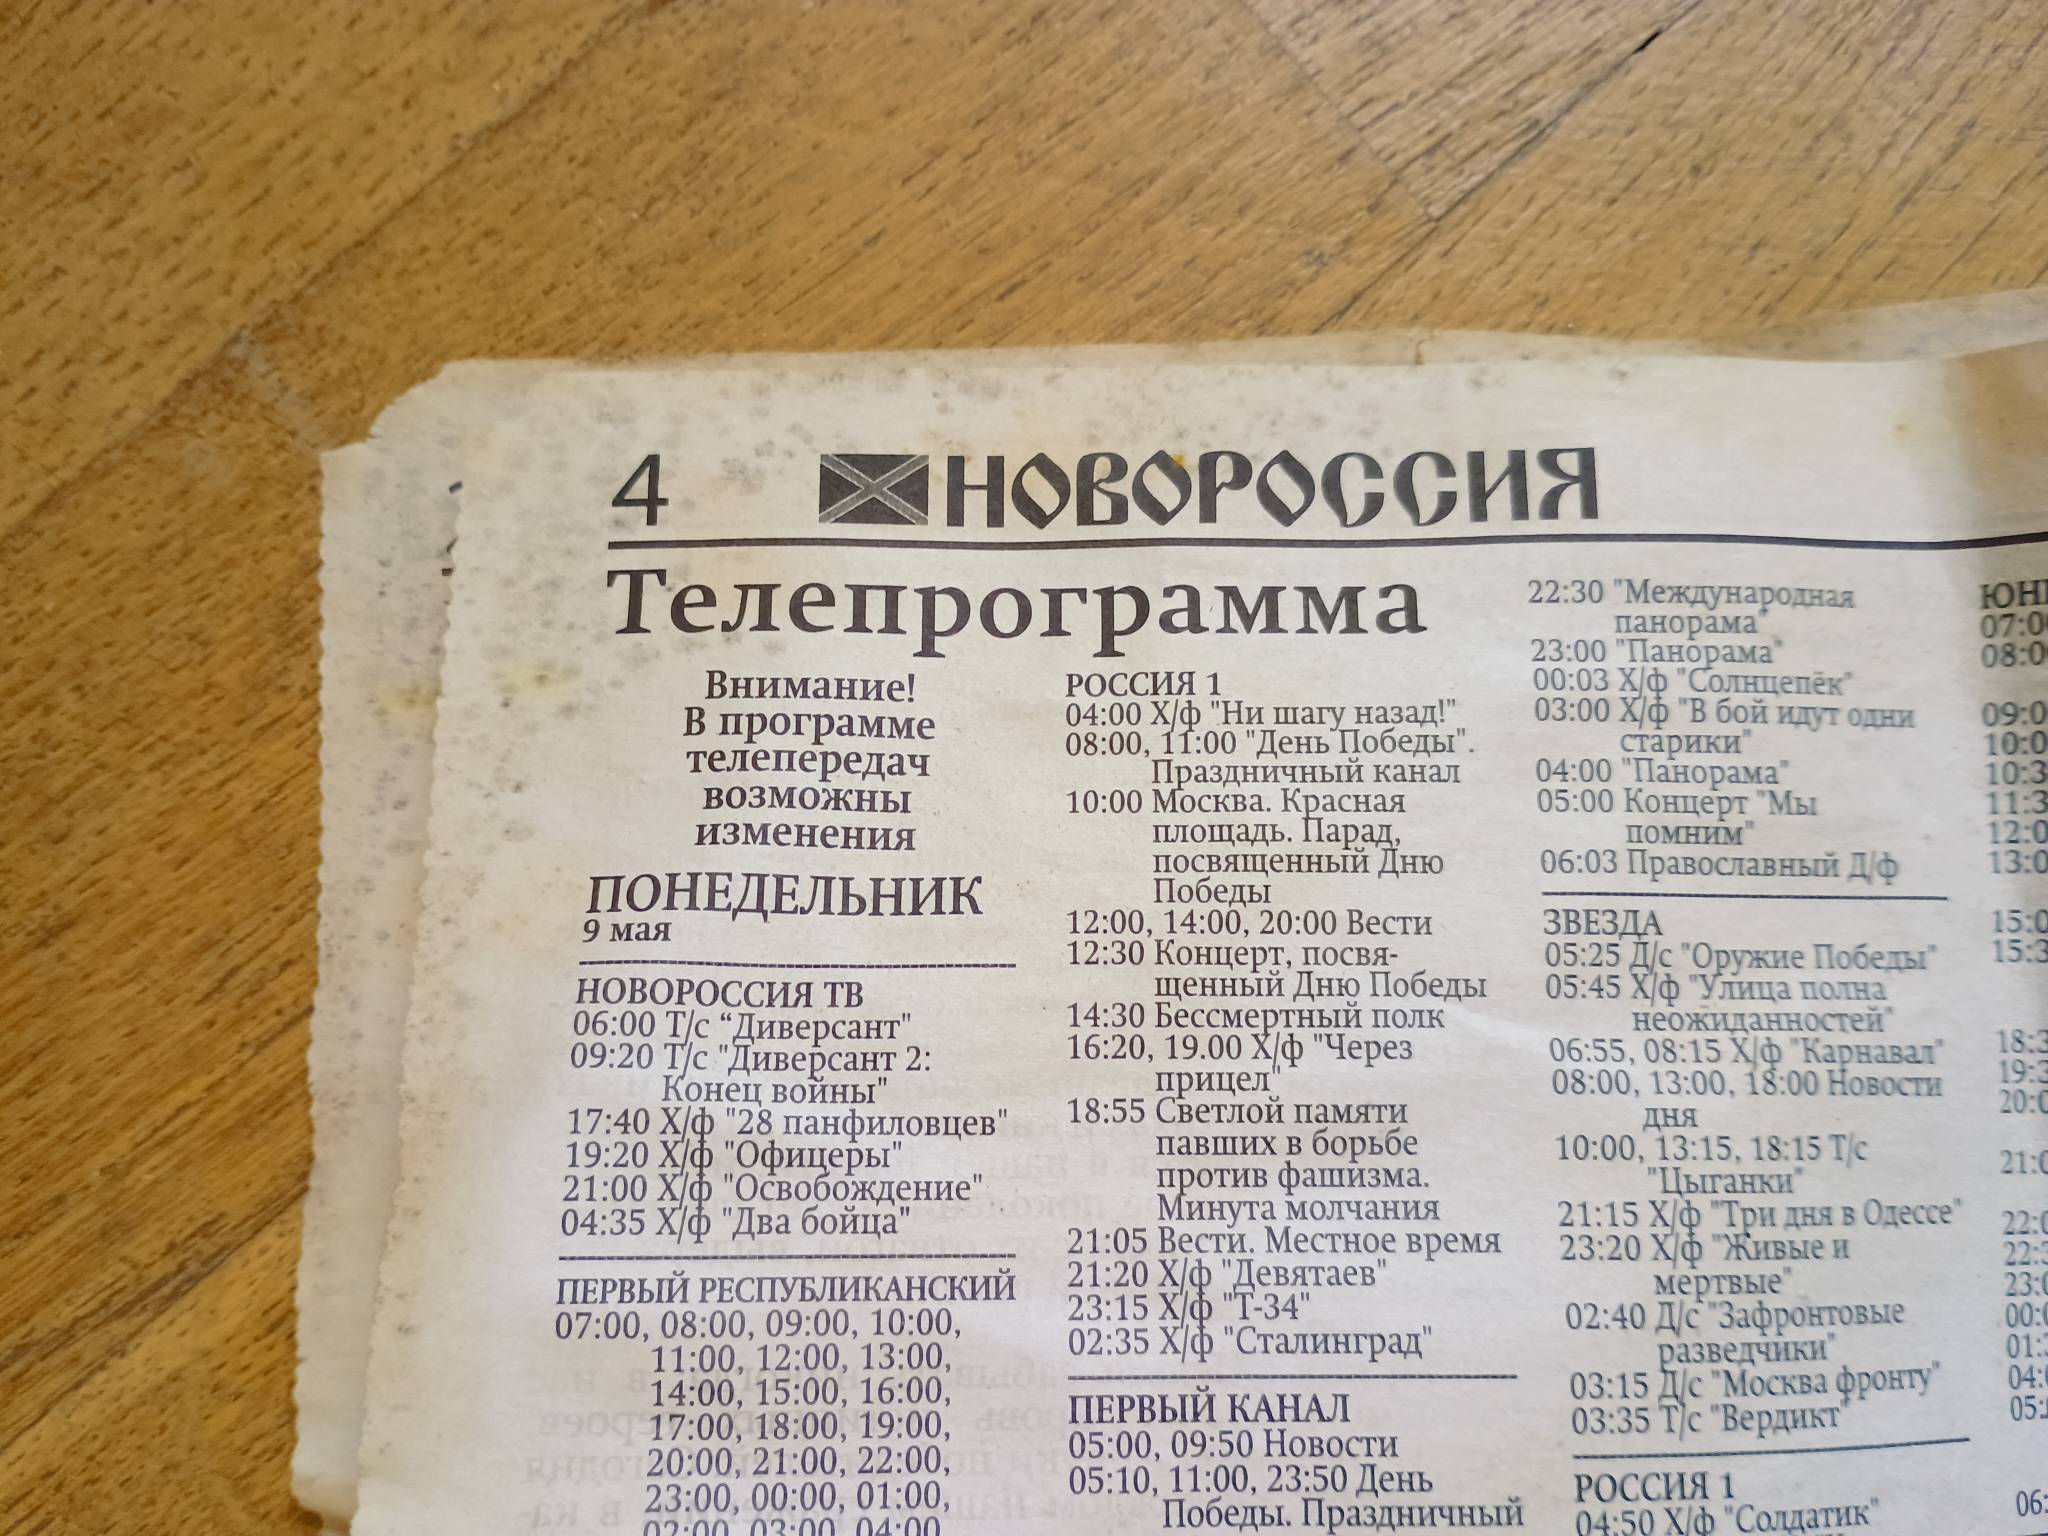 4 НОВОРОССИЯ
Телепрограмма
Внимание!
В программе
телепередач
возможны
изменения
ПОНЕДЕЛЬНИК
9 мая
НОВОРОССИЯ ТВ
06:00 Т/с “Диверсант"
09:20 Т/с "Диверсант 2:
Конец войны"
17:40 Х/ф "28 панфиловцев"
19:20 Х/ф "Офицеры"
21:00 Х/ф "Освобождение"
04:35 Х/ф "Два бойца"
ПЕРВЫЙ РЕСПУБЛИКАНСКИЙ
07:00, 08:00, 09:00, 10:00,
11:00, 12:00, 13:00,
14:00, 15:00, 16:00,
17:00, 18:00, 19:00,
20:00, 21:00, 22:00,
23:00, 00:00, 01:00,
02:00, 03:00, 04:00
РОССИЯ 1
04:00 Х/ф "Ни шагу назад!"
08:00, 11:00 "День Победы".
Праздничный канал
10:00 Москва. Красная
площадь. Парад,
посвященный Дню
Победы
12:00, 14:00, 20:00 Вести
12:30 Концерт, посвя-
щенный Дню Победы
14:30 Бессмертный полк
16:20, 19.00 Х/ф "Через
прицел"
18:55 Светлой памяти
павших в борьбе
против фашизма.
Минута молчания
21:05 Вести. Местное время
21:20 Х/ф "Девятаев"
23:15 Х/ф "Т-34"
02:35 Х/ф "Сталинград"
ПЕРВЫЙ КАНАЛ
05:00, 09:50 Новости
05:10, 11:00, 23:50 День
Победы. Праздничный
22:30 "Международная
панорама"
23:00 "Панорама"
00:03 Х/ф "Солнцепёк"
03:00 Х/ф "В бой идут одни
старики"
04:00 "Панорама"
05:00 Концерт "Мы
помним"
06:03 Православный Д/ф
ЗВЕЗДА
05:25 Д/с "Оружие Победы"
05:45 Х/ф "Улица полна
неожиданностей"
06:55, 08:15 Х/ф "Карнавал"
08:00, 13:00, 18:00 Новости
дня
10:00, 13:15, 18:15 Т/с
"Цыганки"
21:15 Х/ф "Три дня в Одессе"
23:20 Х/ф "Живые и
мертвые"
02:40 Д/с "Зафронтовые
разведчики"
03:15 Д/с "Москва фронту"
03:35 Т/с "Вердикт"
РОССИЯ 1
04:50 Х/ф "Солдатик"